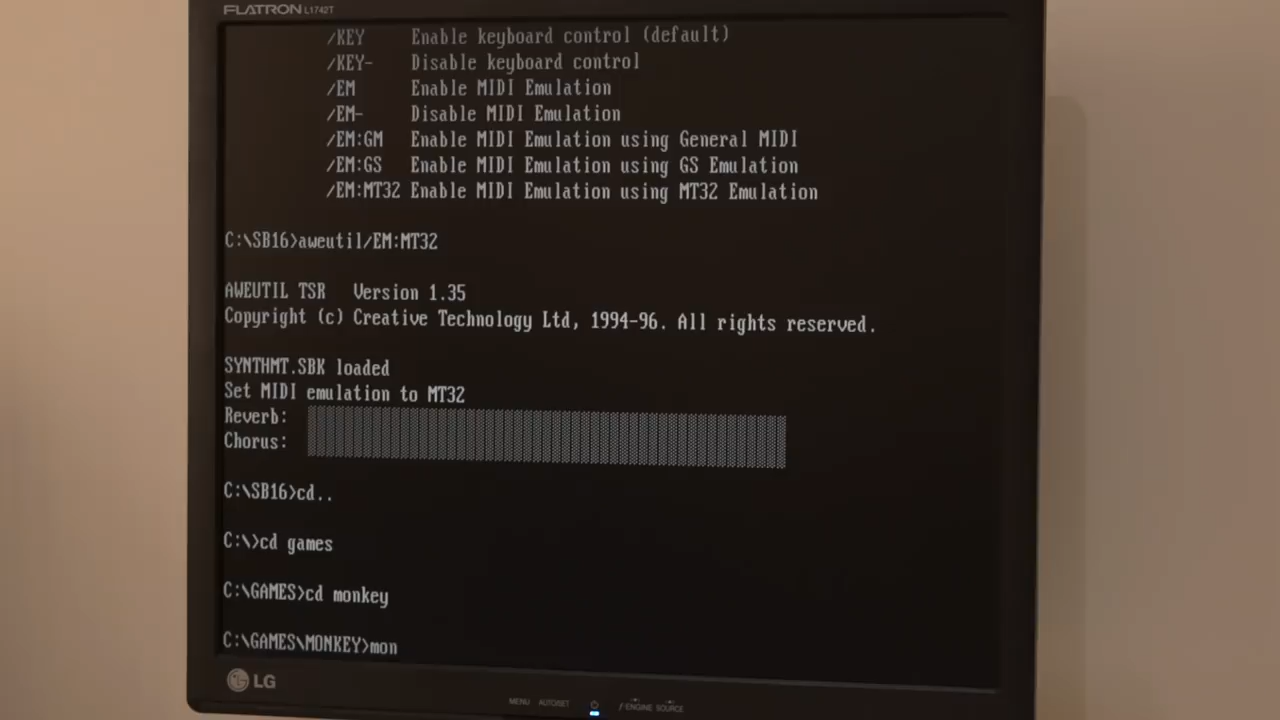 FLATRON L1742T
/KEY Enable keyboard control (default)
/KEY- Disable keyboard control
/EM Enable MIDI Emulation
/EM- Disable MIDI Emulation
/EM:GM Enable MIDI Emulation using General MIDI
/EM:GS Enable MIDI Emulation using GS Emulation
/EM:MT32 Enable MIDI Emulation using MT32 Emulation
C:\SB16>aweutil/EM:MT32
AWEUTIL TSR Version 1.35
Copyright (c) Creative Technology Ltd, 1994-96. All rights reserved.
SYNTHMT.SBK loaded
Set MIDI emulation to MT32
Reverb:
Chorus:
C:\SB16>cd..
C:\>cd games
C:\GAMES>cd monkey
C:\GAMES\MONKEY>mon
LG
MENU AUTO/SET f ENGINE SOURCE